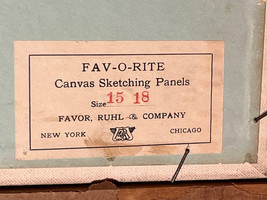 FAV-O-RITE
Canvas Sketching Panels
Size 15 18
FAVOR, RUHL & COMPANY
NEW YORK CHICAGO